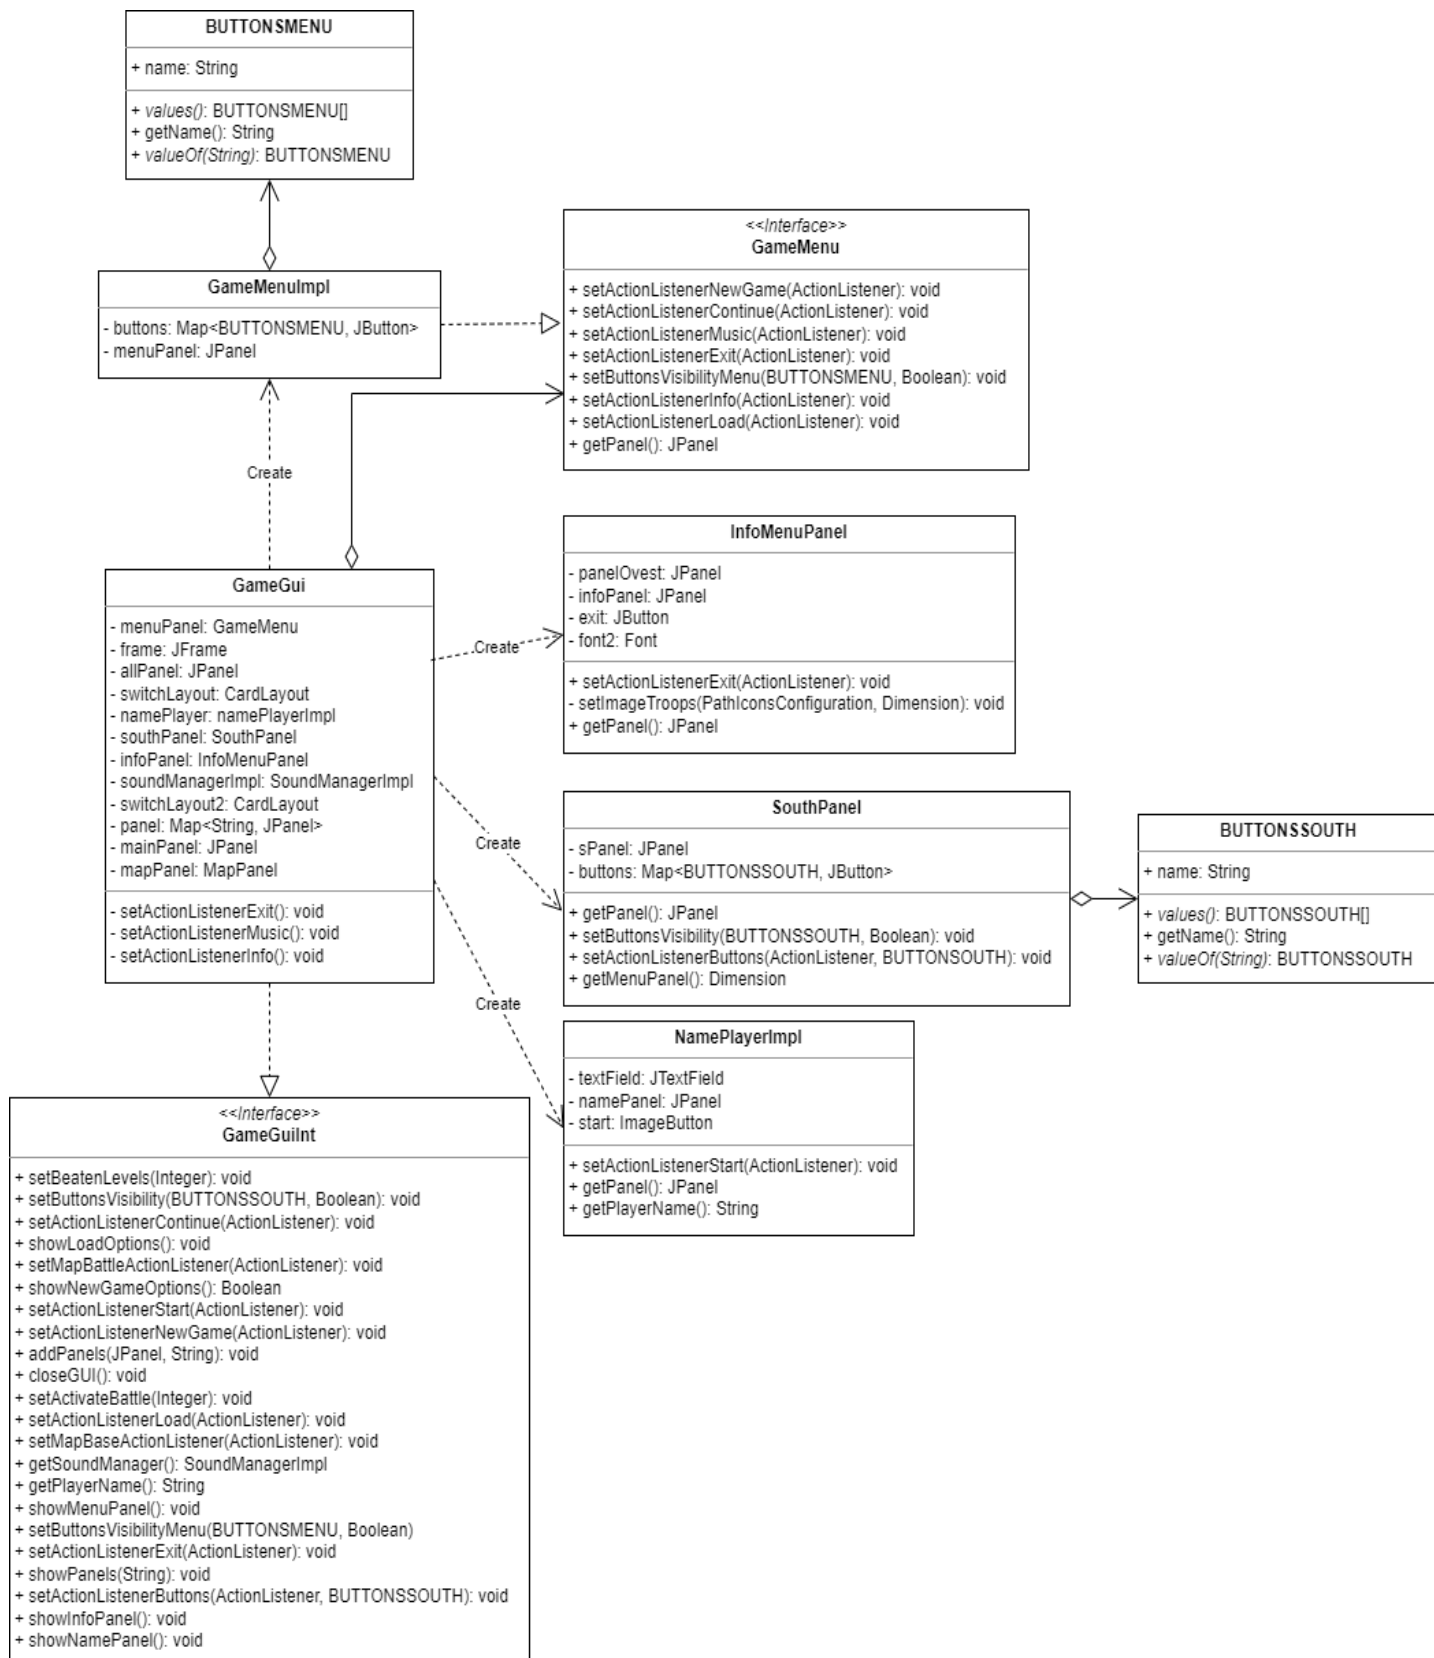 BUTTONSMENU
+ name: String
+ values(): BUTTONSMENU[]
+ getName(): String
+ valueOf(String): BUTTONSMENU
GameMenuImpl
- buttons: Map<BUTTONSMENU, JButton>
- menuPanel: JPanel
<<Interface>>
GameMenu
+ setActionListenerNewGame(ActionListener): void
+ setActionListenerContinue(ActionListener): void
+ setActionListenerMusic(ActionListener): void
+ setActionListenerExit(ActionListener): void
+ setButtonsVisibilityMenu(BUTTONSMENU, Boolean): void
+ setActionListenerInfo(ActionListener): void
+ setActionListenerLoad(ActionListener): void
+ getPanel(): JPanel
Create
GameGui
- menuPanel: GameMenu
- frame: JFrame
- allPanel: JPanel
- switchLayout: CardLayout
- namePlayer: namePlayerImpl
- southPanel: SouthPanel
- infoPanel: InfoMenuPanel
- soundManagerImpl: SoundManagerImpl
- switchLayout2: CardLayout
- panel: Map<String, JPanel>
- mainPanel: JPanel
- mapPanel: MapPanel
- setActionListenerExit(): void
- setActionListenerMusic(): void
- setActionListenerInfo(): void
Create
InfoMenuPanel
- panelOvest: JPanel
- infoPanel: JPanel
- exit: JButton
- font2: Font
+ setActionListenerExit(ActionListener): void
- setImageTroops(PathIconsConfiguration, Dimension): void
+ getPanel(): JPanel
Create
SouthPanel
- sPanel: JPanel
- buttons: Map<BUTTONSSOUTH, JButton>
+ getPanel(): JPanel
+ setButtonsVisibility(BUTTONSSOUTH, Boolean): void
+ setActionListenerButtons(ActionListener, BUTTONSOUTH): void
+ getMenuPanel(): Dimension
BUTTONSSOUTH
+ name: String
+ values(): BUTTONSSOUTH[]
+ getName(): String
+ valueOf(String): BUTTONSSOUTH
Create
NamePlayerImpl
- textField: JTextField
- namePanel: JPanel
- start: ImageButton
+ setActionListenerStart(ActionListener): void
+ getPanel(): JPanel
+ getPlayerName(): String
<<Interface>>
GameGuiInt
+ setBeatenLevels(Integer): void
+ setButtonsVisibility(BUTTONSSOUTH, Boolean): void
+ setActionListenerContinue(ActionListener): void
+ showLoadOptions(): void
+ setMapBattleActionListener(ActionListener): void
+ showNewGameOptions(): Boolean
+ setActionListenerStart(ActionListener): void
+ setActionListenerNewGame(ActionListener): void
+ addPanels(JPanel, String): void
+ closeGUI(): void
+ setActivateBattle(Integer): void
+ setActionListenerLoad(ActionListener): void
+ setMapBaseActionListener(ActionListener): void
+ getSoundManager(): SoundManagerImpl
+ getPlayerName(): String
+ showMenuPanel(): void
+ setButtonsVisibilityMenu(BUTTONSMENU, Boolean)
+ setActionListenerExit(ActionListener): void
+ showPanels(String): void
+ setActionListenerButtons(ActionListener, BUTTONSSOUTH): void
+ showInfoPanel(): void
+ showNamePanel(): void